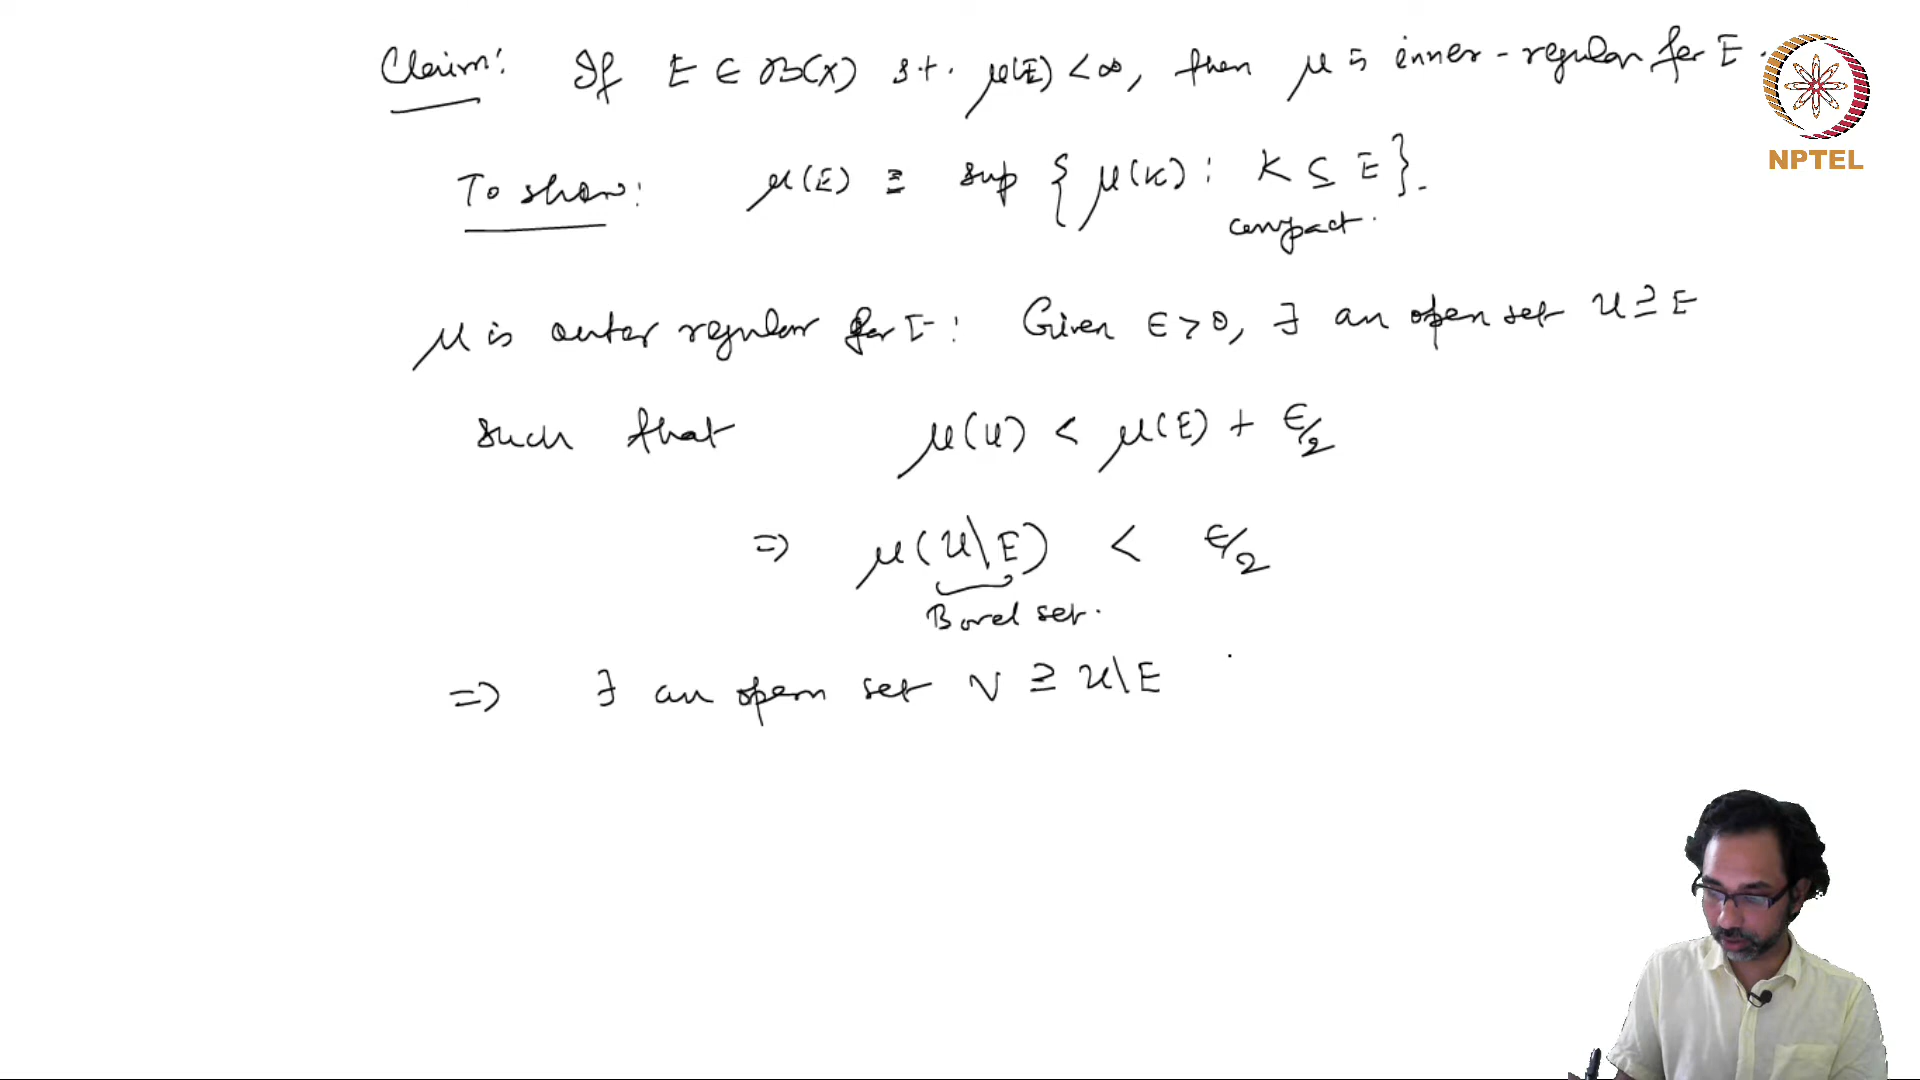 Claim: If E ∈ B(X) s.t. μ(E) < ∞, then μ is inner-regular for E.
NPTEL
To show: μ(E) = sup { μ(K) : K ⊆ E }.
compact.
μ is outer regular for E: Given ε > 0, ∃ an open set U ⊇ E
such that μ(U) < μ(E) + ε/2
⇒ μ(U\E) < ε/2
Borel set.
⇒ ∃ an open set V ⊇ U\E